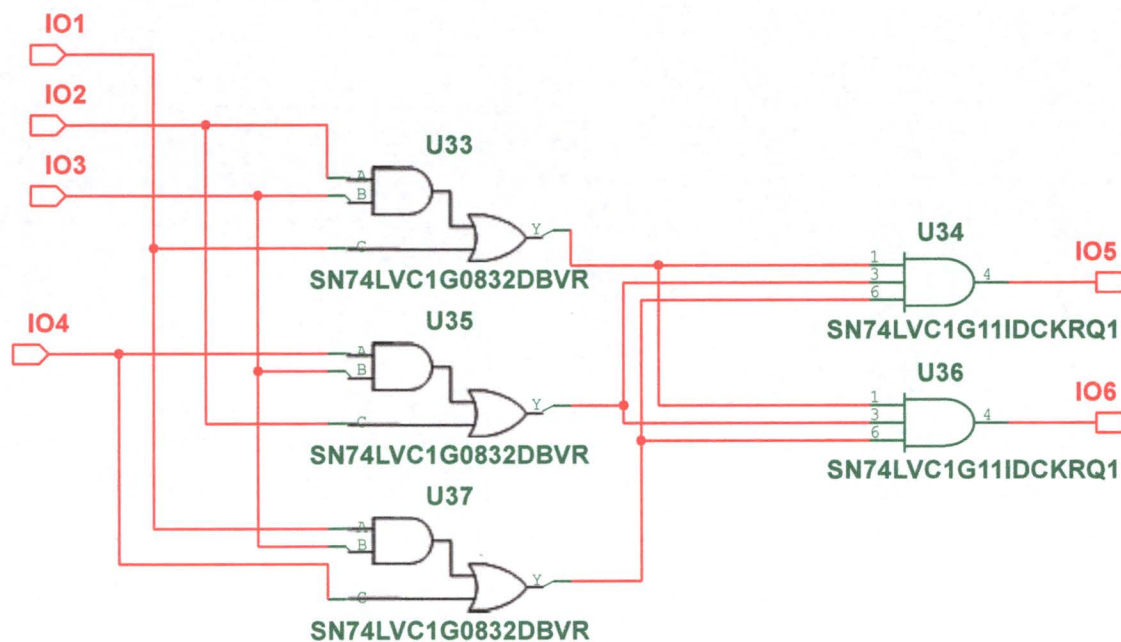 IO1
IO2
IO3
IO4
U33
A
B
C
Y
SN74LVC1G0832DBVR
U35
A
B
C
Y
SN74LVC1G0832DBVR
U37
A
B
C
Y
SN74LVC1G0832DBVR
U34
1
3
6
4
SN74LVC1G11IDCKRQ1
IO5
U36
1
3
6
4
SN74LVC1G11IDCKRQ1
IO6